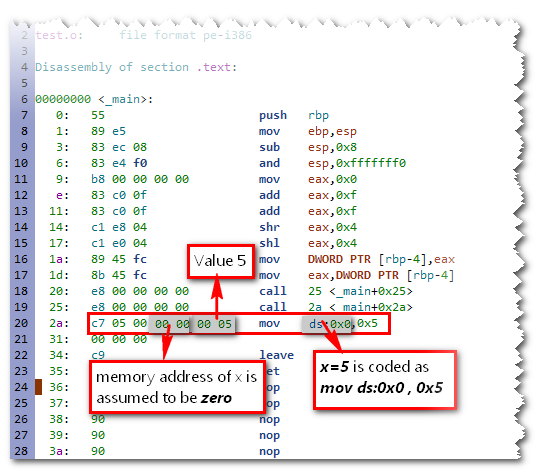 2 test.o: file format pe-i386
3
4 Disassembly of section .text:
5
6 00000000 <_main>:
7 0: 55 push rbp
8 1: 89 e5 mov ebp,esp
9 3: 83 ec 08 sub esp,0x8
10 6: 83 e4 f0 and esp,0xfffffff0
11 9: b8 00 00 00 00 mov eax,0x0
12 e: 83 c0 0f add eax,0xf
13 11: 83 c0 0f add eax,0xf
14 14: c1 e8 04 shr eax,0x4
15 17: c1 e0 04 shl eax,0x4
16 1a: 89 45 fc mov DWORD PTR [rbp-4],eax
17 1d: 8b 45 fc mov eax,DWORD PTR [rbp-4]
18 20: e8 00 00 00 00 call 25 <_main+0x25>
19 25: e8 00 00 00 00 call 2a <_main+0x2a>
20 2a: c7 05 00 00 00 00 05 mov ds:0x0,0x5
21 31: 00 00 00
22 34: c9 leave
23
24 36: nop
25 37: nop
26 38: 90 nop
27 39: 90 nop
28 3a: 90 nop
Value 5
memory address of x is
assumed to be zero
x=5 is coded as
mov ds:0x0 , 0x5